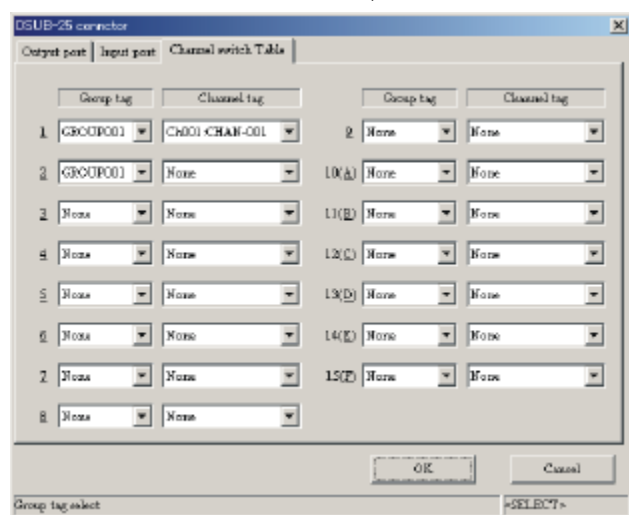 DSUB-25 connctor
Output port Input port Channel switch Table
Group tag Channel tag Group tag Channel tag
1 GROUP001 Ch001:CHAN-001 9 None None
2 GROUP001 None 10(A) None None
3 None None 11(B) None None
4 None None 12(C) None None
5 None None 13(D) None None
6 None None 14(E) None None
7 None None 15(F) None None
8 None None
OK Cancel
Group tag select <SELECT>